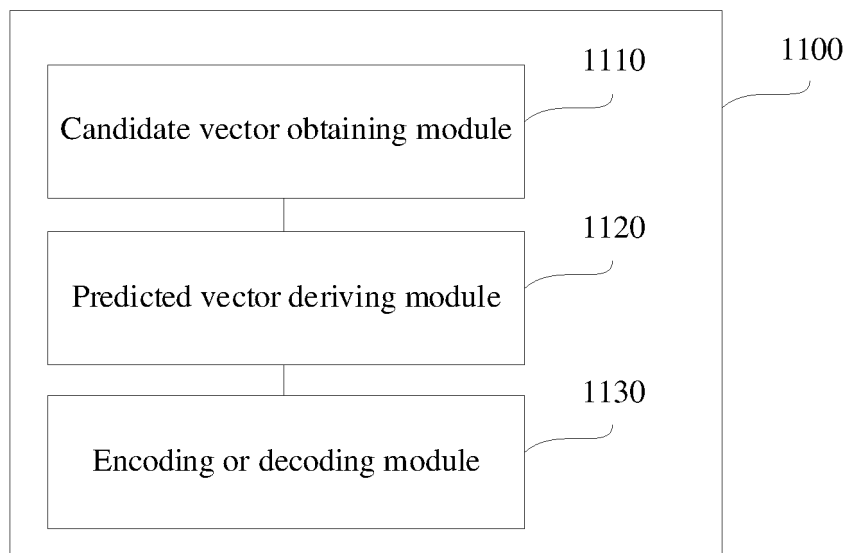 1100
1110
Candidate vector obtaining module
1120
Predicted vector deriving module
1130
Encoding or decoding module